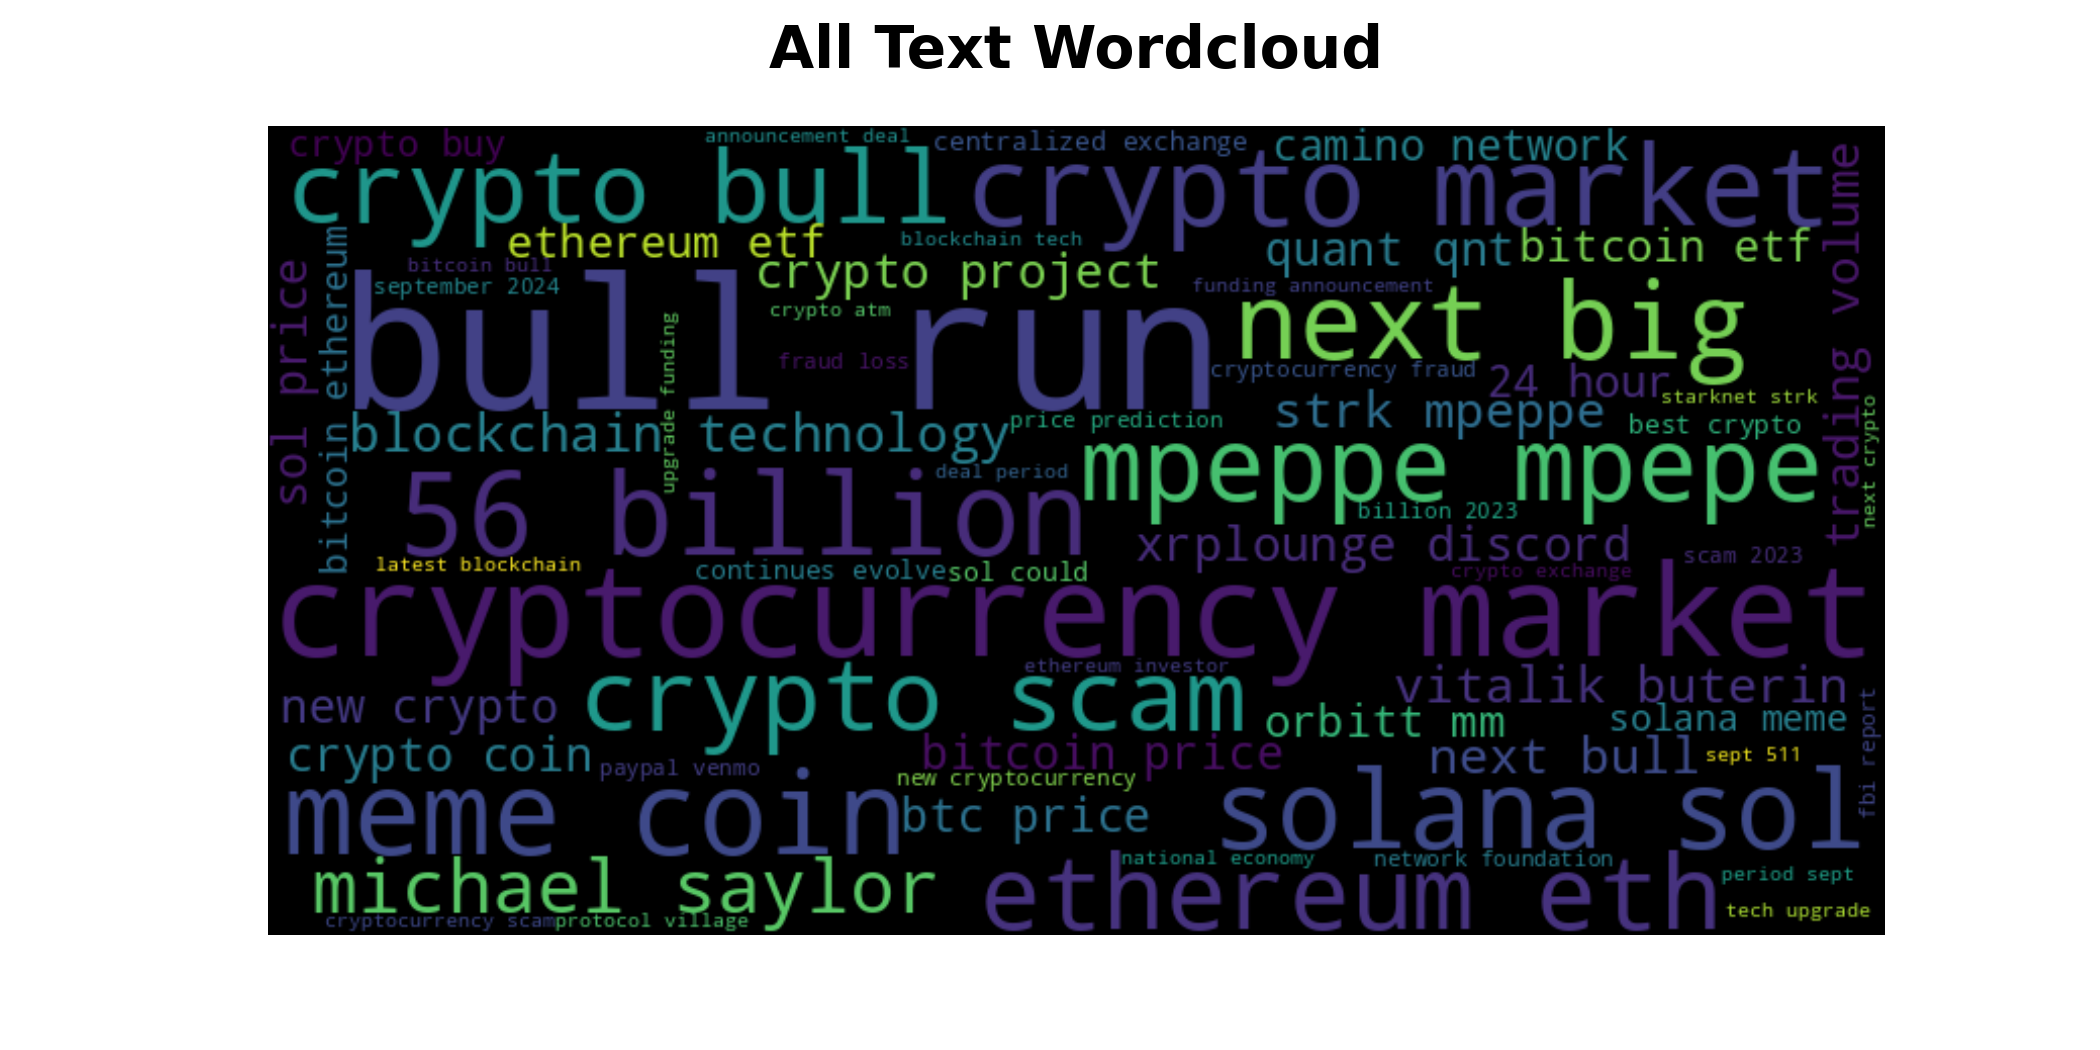 All Text Wordcloud
crypto buy
announcement deal
centralized exchange
camino network
crypto bull
crypto market
trading volume
ethereum etf
blockchain tech
quant qnt
bitcoin etf
bitcoin ethereum
sol price
bitcoin bull
crypto project
september 2024
funding announcement
next big
bull run
crypto atm
upgrade funding
fraud loss
cryptocurrency fraud
24 hour
starknet strk
next crypto
strk mpeppe
best crypto
blockchain technology
price prediction
mpeppe mpepe
deal period
56 billion
billion 2023
xrplounge discord
scam 2023
latest blockchain
continues evolve
sol could
crypto exchange
cryptocurrency market
ethereum investor
crypto scam
vitalik buterin
new crypto
orbitt mm
solana meme
fbi report
crypto coin
paypal venmo
bitcoin price
next bull
sept 511
new cryptocurrency
meme coin
btc price
solana sol
national economy
network foundation
michael saylor
ethereum eth
period sept
tech upgrade
cryptocurrency scam
protocol village